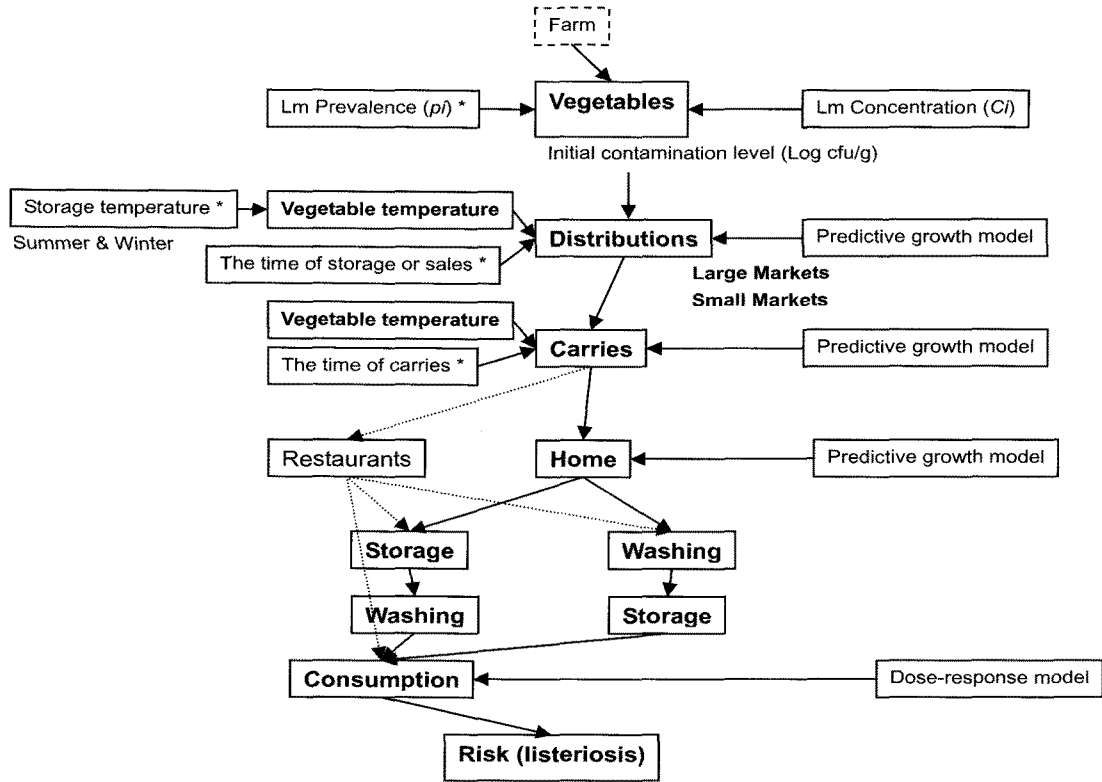 Farm
Lm Prevalence (pi) *
Vegetables
Lm Concentration (Ci)
Initial contamination level (Log cfu/g)
Storage temperature *
Vegetable temperature
Summer & Winter
Distributions
Predictive growth model
The time of storage or sales *
Large Markets
Small Markets
Vegetable temperature
Carries
Predictive growth model
The time of carries *
Restaurants
Home
Predictive growth model
Storage
Washing
Washing
Storage
Consumption
Dose-response model
Risk (listeriosis)